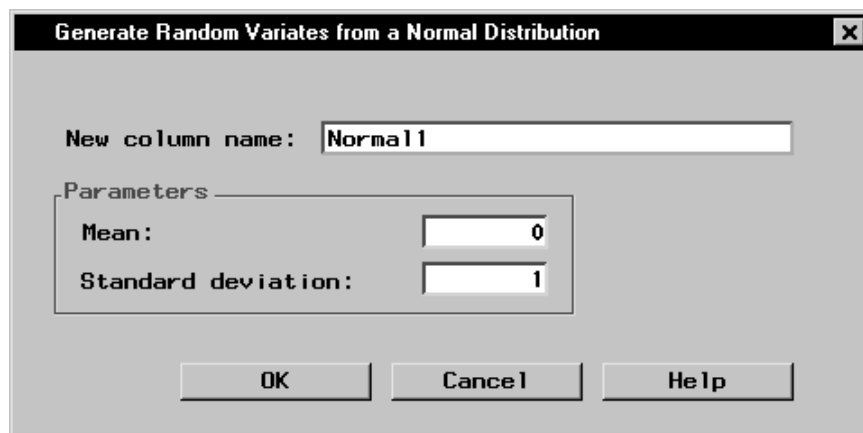 Generate Random Variates from a Normal Distribution
New column name: Normal1
Parameters
Mean: 0
Standard deviation: 1
OK Cancel Help